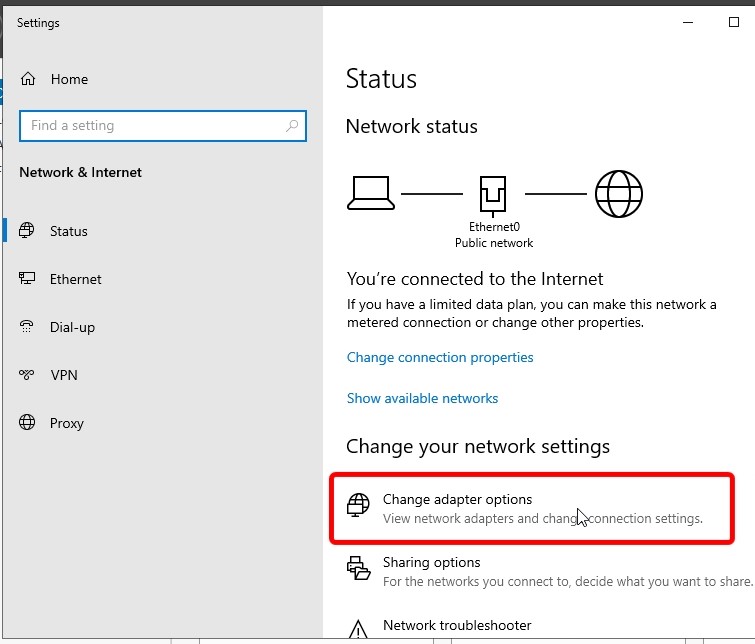 Settings
Home
Find a setting
Network & Internet
Status
Ethernet
Dial-up
VPN
Proxy
Status
Network status
Ethernet0
Public network
You're connected to the Internet
If you have a limited data plan, you can make this network a
metered connection or change other properties.
Change connection properties
Show available networks
Change your network settings
Change adapter options
View network adapters and change connection settings.
Sharing options
For the networks you connect to, decide what you want to share.
Network troubleshooter